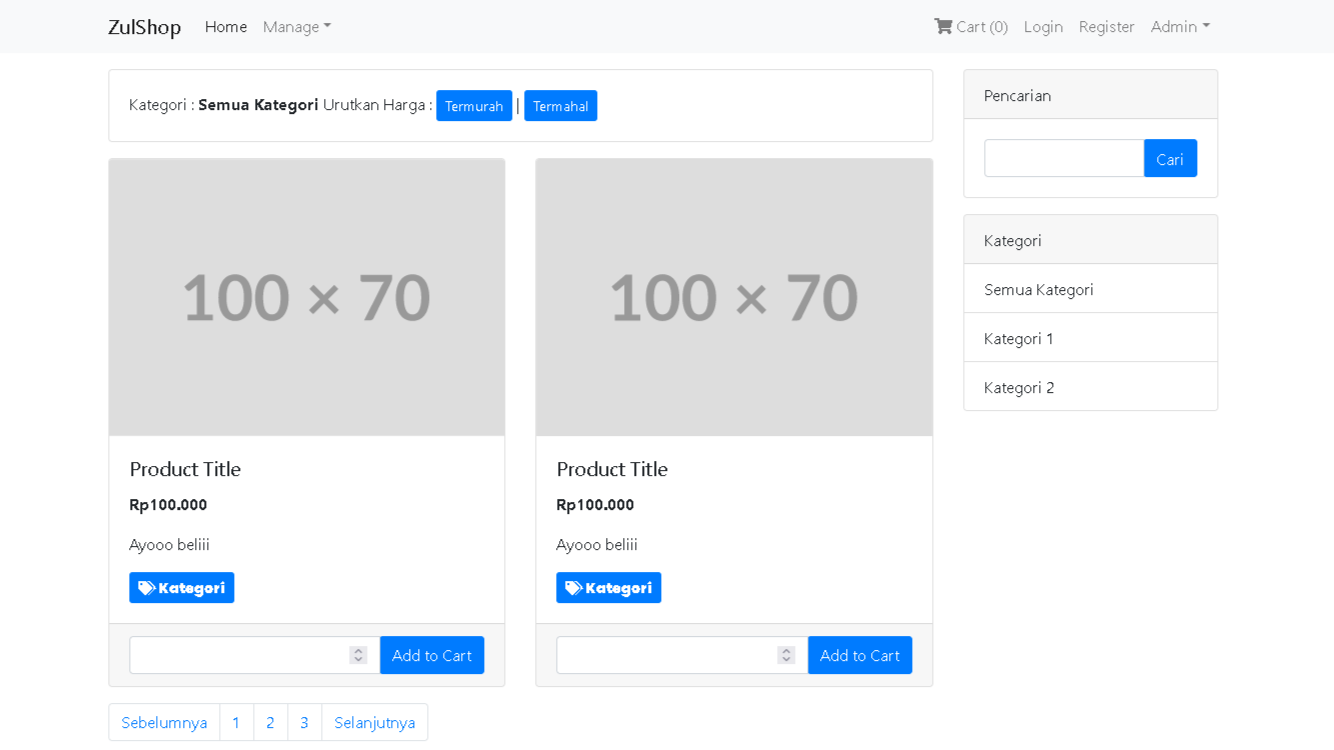 ZulShop Home Manage Cart (0) Login Register Admin
Kategori : Semua Kategori Urutkan Harga : Termurah | Termahal
100 × 70
Product Title
Rp100.000
Ayooo beliii
Kategori
Add to Cart
100 × 70
Product Title
Rp100.000
Ayooo beliii
Kategori
Add to Cart
Sebelumnya 1 2 3 Selanjutnya
Pencarian
Cari
Kategori
Semua Kategori
Kategori 1
Kategori 2